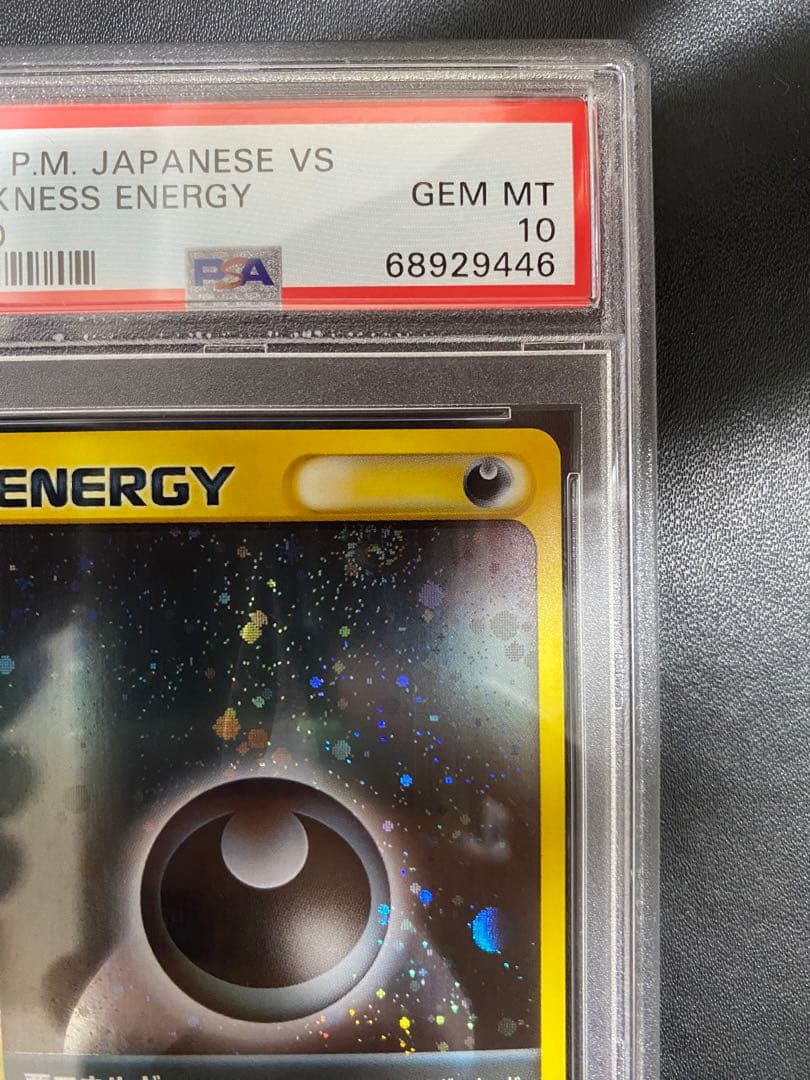 P.M. JAPANESE VS
KNESS ENERGY
GEM MT
10
PSA
68929446
ENERGY